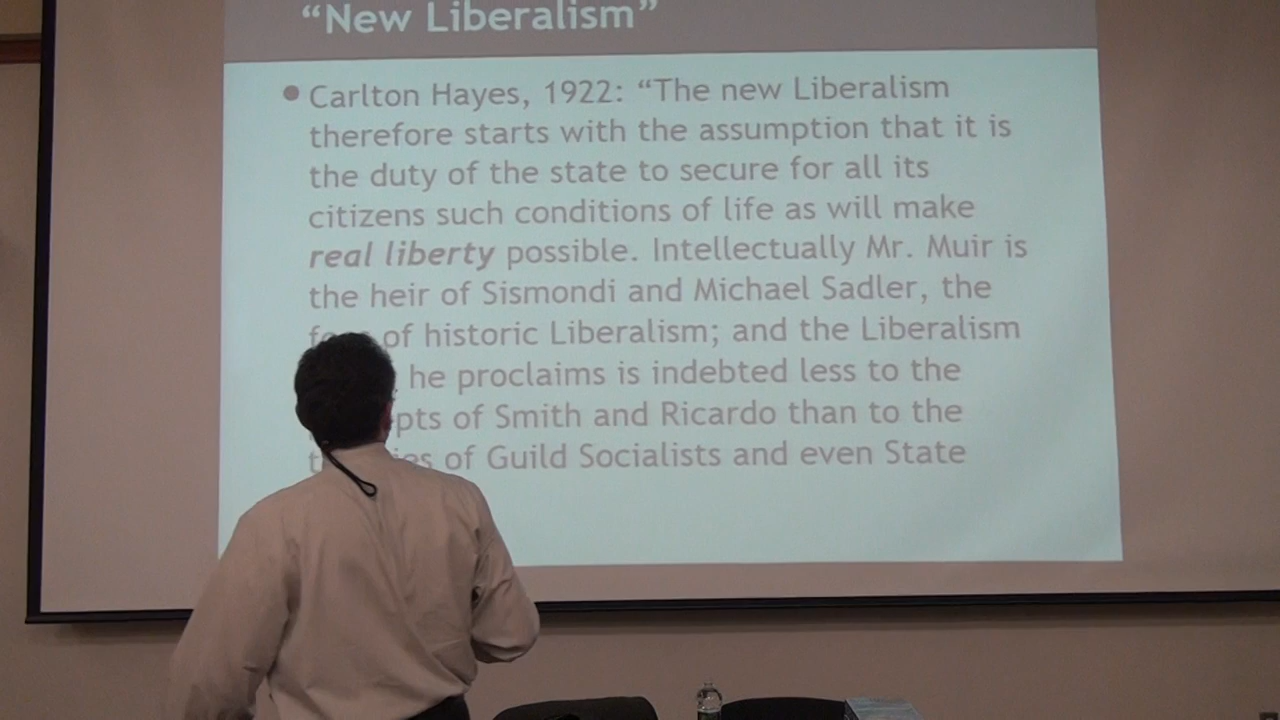 “New Liberalism”
Carlton Hayes, 1922: “The new Liberalism
therefore starts with the assumption that it is
the duty of the state to secure for all its
citizens such conditions of life as will make
real liberty possible. Intellectually Mr. Muir is
the heir of Sismondi and Michael Sadler, the
of historic Liberalism; and the Liberalism
he proclaims is indebted less to the
of Smith and Ricardo than to the
of Guild Socialists and even State